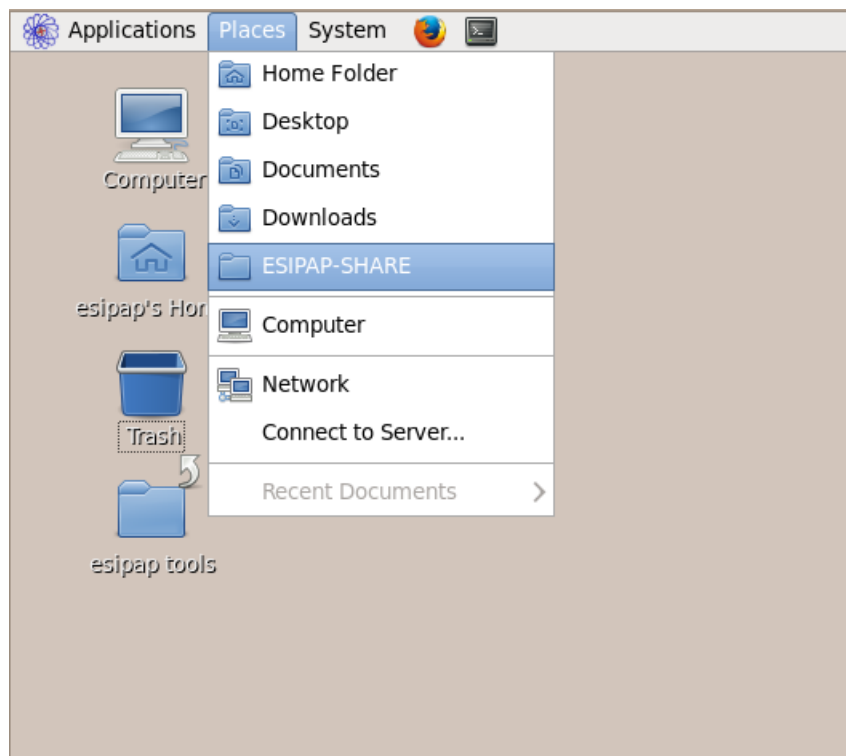 Applications Places System
Home Folder
Desktop
Documents
Downloads
ESIPAP-SHARE
Computer
Network
Connect to Server...
Recent Documents
Computer
esipap's Hor
Trash
esipap tools